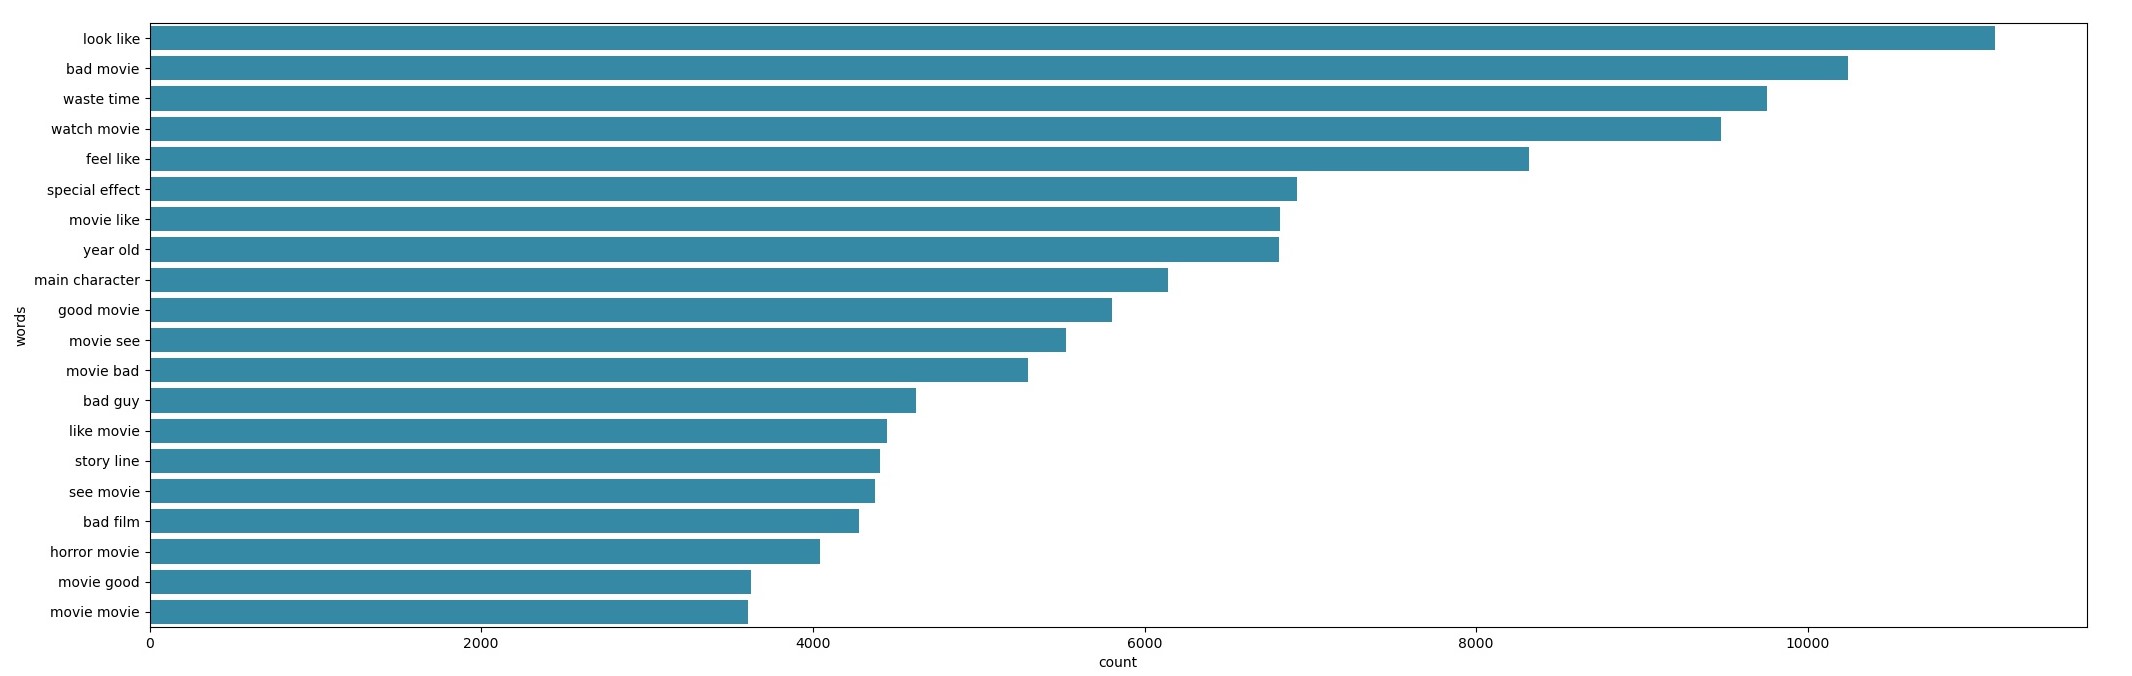 look like
bad movie
waste time
watch movie
feel like
special effect
movie like
year old
main character
good movie
movie see
movie bad
bad guy
like movie
story line
see movie
bad film
horror movie
movie good
movie movie
words
0 2000 4000 6000 8000 10000
count